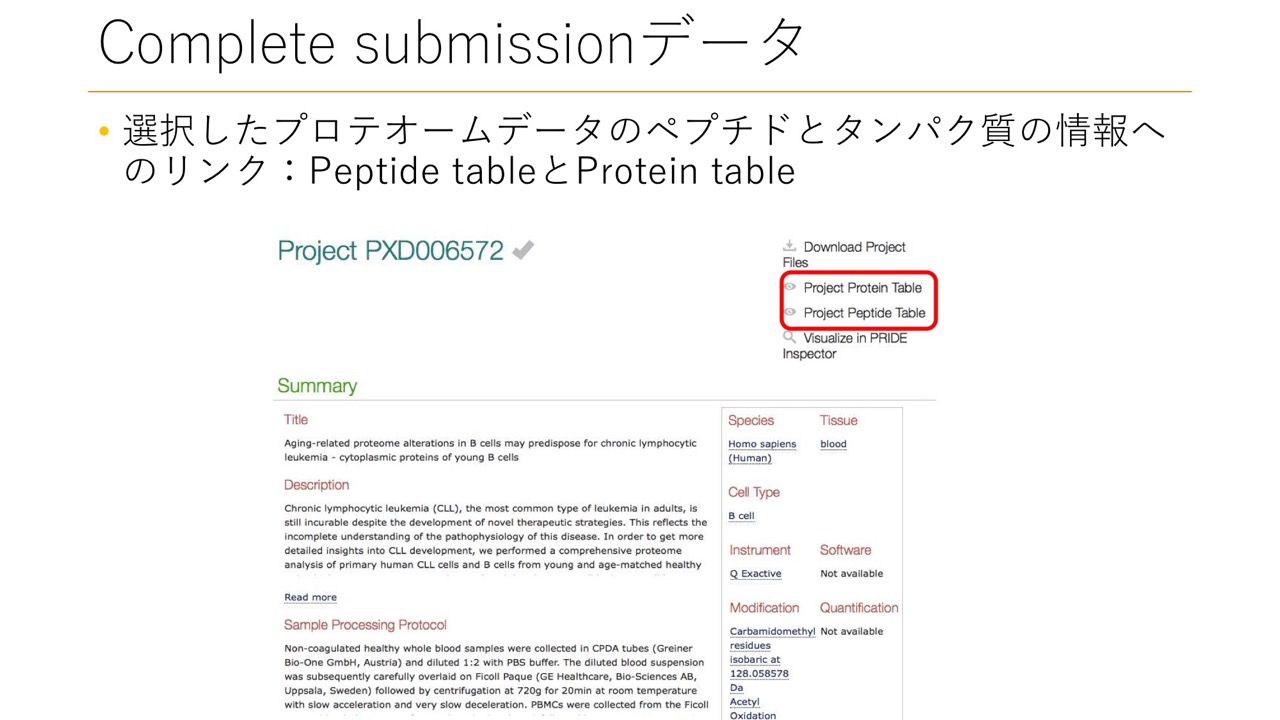 Complete submissionデータ
• 選択したプロテオームデータのペプチドとタンパク質の情報へ
のリンク：Peptide tableとProtein table
Project PXD006572
Download Project
Files
Project Protein Table
Project Peptide Table
Visualize in PRIDE
Inspector
Summary
Title
Aging-related proteome alterations in B cells may predispose for chronic lymphocytic
leukemia - cytoplasmic proteins of young B cells
Description
Chronic lymphocytic leukemia (CLL), the most common type of leukemia in adults, is
still incurable despite the development of novel therapeutic strategies. This reflects the
incomplete understanding of the pathophysiology of this disease. In order to get more
detailed insights into CLL development, we performed a comprehensive proteome
analysis of primary human CLL cells and B cells from young and age-matched healthy
Read more
Sample Processing Protocol
Non-coagulated healthy whole blood samples were collected in CPDA tubes (Greiner
Bio-One GmbH, Austria) and diluted 1:2 with PBS buffer. The diluted blood suspension
was subsequently carefully overlaid on Ficoll Paque (GE Healthcare, Bio-Sciences AB,
Uppsala, Sweden) followed by centrifugation at 720g for 20min at room temperature
with slow acceleration and very slow deceleration. PBMCs were collected from the Ficoll
Species
Tissue
Homo sapiens
(Human)
blood
Cell Type
B cell
Instrument
Software
Q Exactive
Not available
Modification
Quantification
Carbamidomethyl
Not available
residues
isobaric at
128.058578
Da
Acetyl
Oxidation